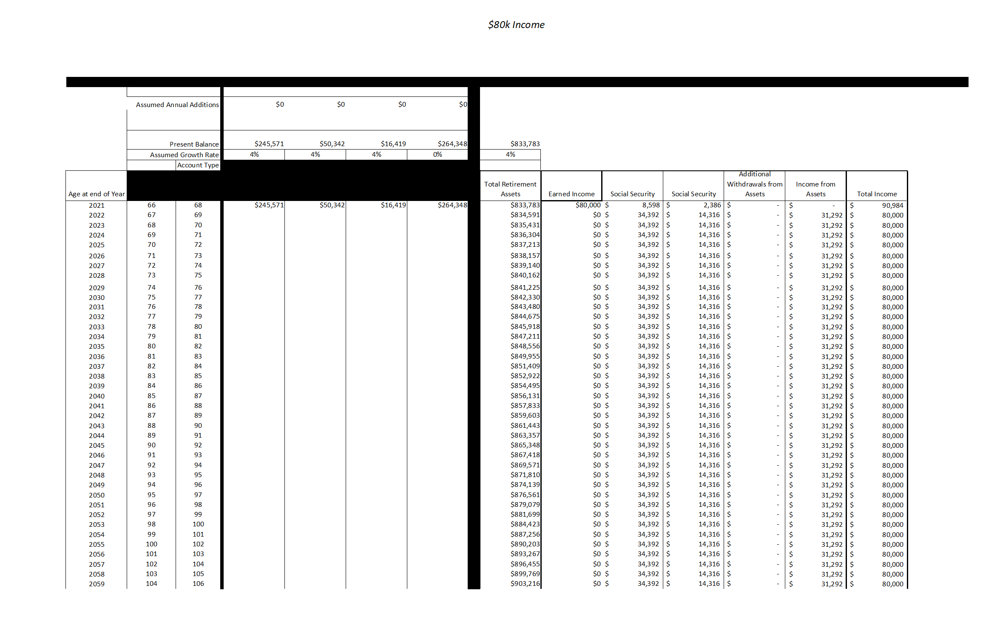 $80k Income
Assumed Annual Additions $0 $0 $0 $0
Present Balance $245,571 $50,342 $16,419 $264,348 $833,783
Assumed Growth Rate 4% 4% 4% 0% 4%
Account Type
Additional
Total Retirement Withdrawals from Income from
Age at end of Year Assets Earned Income Social Security Social Security Assets Assets Total Income
2021 66 68 $245,571 $50,342 $16,419 $264,348 $833,783 $80,000 $ 8,598 $ 2,386 $ - $ - $ 90,984
2022 67 69 $834,591 $0 $ 34,392 $ 14,316 $ - $ 31,292 $ 80,000
2023 68 70 $835,431 $0 $ 34,392 $ 14,316 $ - $ 31,292 $ 80,000
2024 69 71 $836,304 $0 $ 34,392 $ 14,316 $ - $ 31,292 $ 80,000
2025 70 72 $837,213 $0 $ 34,392 $ 14,316 $ - $ 31,292 $ 80,000
2026 71 73 $838,157 $0 $ 34,392 $ 14,316 $ - $ 31,292 $ 80,000
2027 72 74 $839,140 $0 $ 34,392 $ 14,316 $ - $ 31,292 $ 80,000
2028 73 75 $840,162 $0 $ 34,392 $ 14,316 $ - $ 31,292 $ 80,000
2029 74 76 $841,225 $0 $ 34,392 $ 14,316 $ - $ 31,292 $ 80,000
2030 75 77 $842,330 $0 $ 34,392 $ 14,316 $ - $ 31,292 $ 80,000
2031 76 78 $843,480 $0 $ 34,392 $ 14,316 $ - $ 31,292 $ 80,000
2032 77 79 $844,675 $0 $ 34,392 $ 14,316 $ - $ 31,292 $ 80,000
2033 78 80 $845,918 $0 $ 34,392 $ 14,316 $ - $ 31,292 $ 80,000
2034 79 81 $847,211 $0 $ 34,392 $ 14,316 $ - $ 31,292 $ 80,000
2035 80 82 $848,556 $0 $ 34,392 $ 14,316 $ - $ 31,292 $ 80,000
2036 81 83 $849,955 $0 $ 34,392 $ 14,316 $ - $ 31,292 $ 80,000
2037 82 84 $851,409 $0 $ 34,392 $ 14,316 $ - $ 31,292 $ 80,000
2038 83 85 $852,922 $0 $ 34,392 $ 14,316 $ - $ 31,292 $ 80,000
2039 84 86 $854,495 $0 $ 34,392 $ 14,316 $ - $ 31,292 $ 80,000
2040 85 87 $856,131 $0 $ 34,392 $ 14,316 $ - $ 31,292 $ 80,000
2041 86 88 $857,833 $0 $ 34,392 $ 14,316 $ - $ 31,292 $ 80,000
2042 87 89 $859,603 $0 $ 34,392 $ 14,316 $ - $ 31,292 $ 80,000
2043 88 90 $861,443 $0 $ 34,392 $ 14,316 $ - $ 31,292 $ 80,000
2044 89 91 $863,357 $0 $ 34,392 $ 14,316 $ - $ 31,292 $ 80,000
2045 90 92 $865,348 $0 $ 34,392 $ 14,316 $ - $ 31,292 $ 80,000
2046 91 93 $867,418 $0 $ 34,392 $ 14,316 $ - $ 31,292 $ 80,000
2047 92 94 $869,571 $0 $ 34,392 $ 14,316 $ - $ 31,292 $ 80,000
2048 93 95 $871,810 $0 $ 34,392 $ 14,316 $ - $ 31,292 $ 80,000
2049 94 96 $874,139 $0 $ 34,392 $ 14,316 $ - $ 31,292 $ 80,000
2050 95 97 $876,561 $0 $ 34,392 $ 14,316 $ - $ 31,292 $ 80,000
2051 96 98 $879,079 $0 $ 34,392 $ 14,316 $ - $ 31,292 $ 80,000
2052 97 99 $881,699 $0 $ 34,392 $ 14,316 $ - $ 31,292 $ 80,000
2053 98 100 $884,423 $0 $ 34,392 $ 14,316 $ - $ 31,292 $ 80,000
2054 99 101 $887,256 $0 $ 34,392 $ 14,316 $ - $ 31,292 $ 80,000
2055 100 102 $890,203 $0 $ 34,392 $ 14,316 $ - $ 31,292 $ 80,000
2056 101 103 $893,267 $0 $ 34,392 $ 14,316 $ - $ 31,292 $ 80,000
2057 102 104 $896,455 $0 $ 34,392 $ 14,316 $ - $ 31,292 $ 80,000
2058 103 105 $899,769 $0 $ 34,392 $ 14,316 $ - $ 31,292 $ 80,000
2059 104 106 $903,216 $0 $ 34,392 $ 14,316 $ - $ 31,292 $ 80,000